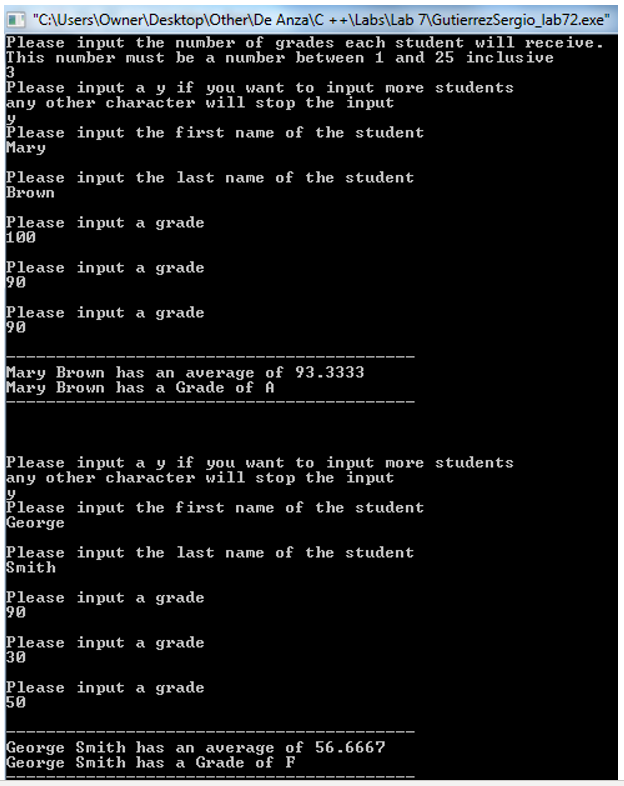 "C:\Users\Owner\Desktop\Other\De Anza\C ++\Labs\Lab 7\GutierrezSergio_lab72.exe"
Please input the number of grades each student will receive.
This number must be a number between 1 and 25 inclusive
3
Please input a y if you want to input more students
any other character will stop the input
y
Please input the first name of the student
Mary
Please input the last name of the student
Brown
Please input a grade
100
Please input a grade
90
Please input a grade
90
-----------------------------------------
Mary Brown has an average of 93.3333
Mary Brown has a Grade of A
-----------------------------------------
Please input a y if you want to input more students
any other character will stop the input
y
Please input the first name of the student
George
Please input the last name of the student
Smith
Please input a grade
90
Please input a grade
30
Please input a grade
50
-----------------------------------------
George Smith has an average of 56.6667
George Smith has a Grade of F
-----------------------------------------